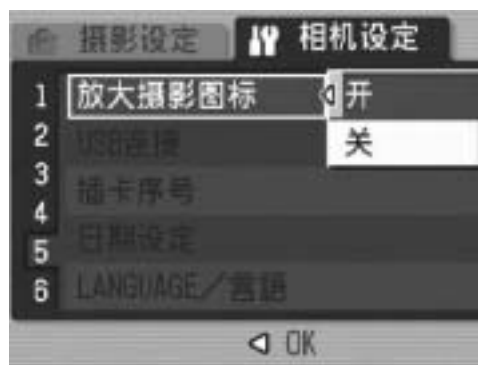 摄影设定 相机设定
1 放大摄影图标 开
2 USB连接 关
3 插卡序号
4
5 日期设定
6 LANGUAGE/言語
OK